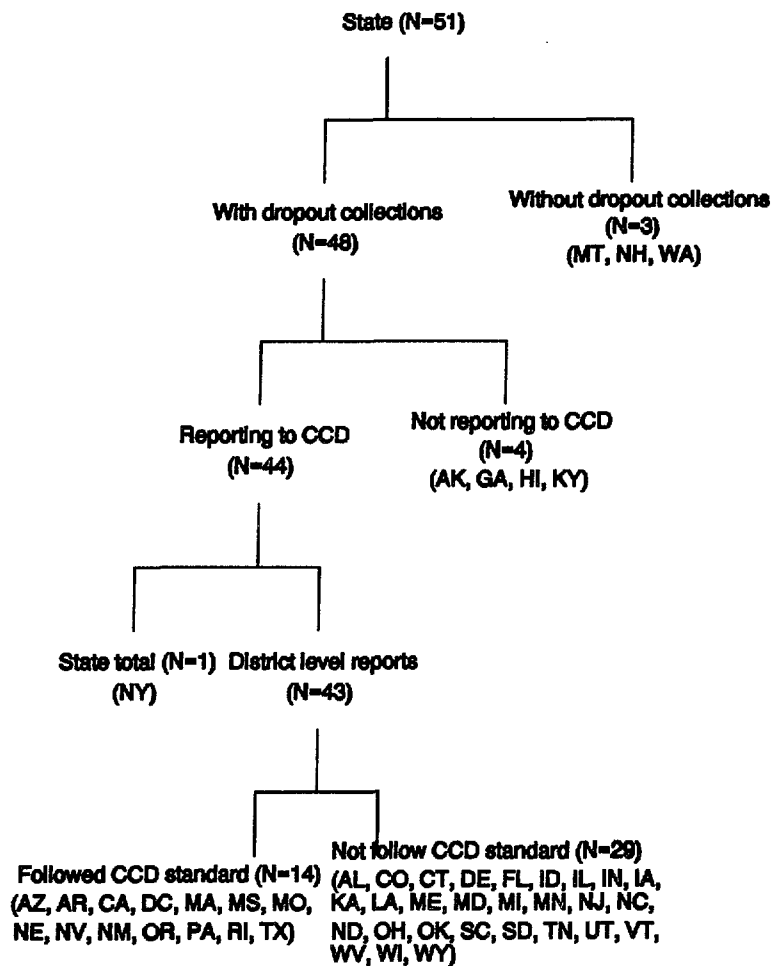 State (N=51)
With dropout collections
(N=48)
Without dropout collections
(N=3)
(MT, NH, WA)
Reporting to CCD
(N=44)
Not reporting to CCD
(N=4)
(AK, GA, HI, KY)
State total (N=1)
(NY)
District level reports
(N=43)
Followed CCD standard (N=14)
(AZ, AR, CA, DC, MA, MS, MO,
NE, NV, NM, OR, PA, RI, TX)
Not follow CCD standard (N=29)
(AL, CO, CT, DE, FL, ID, IL, IN, IA,
KA, LA, ME, MD, MI, MN, NJ, NC,
ND, OH, OK, SC, SD, TN, UT, VT,
WV, WI, WY)